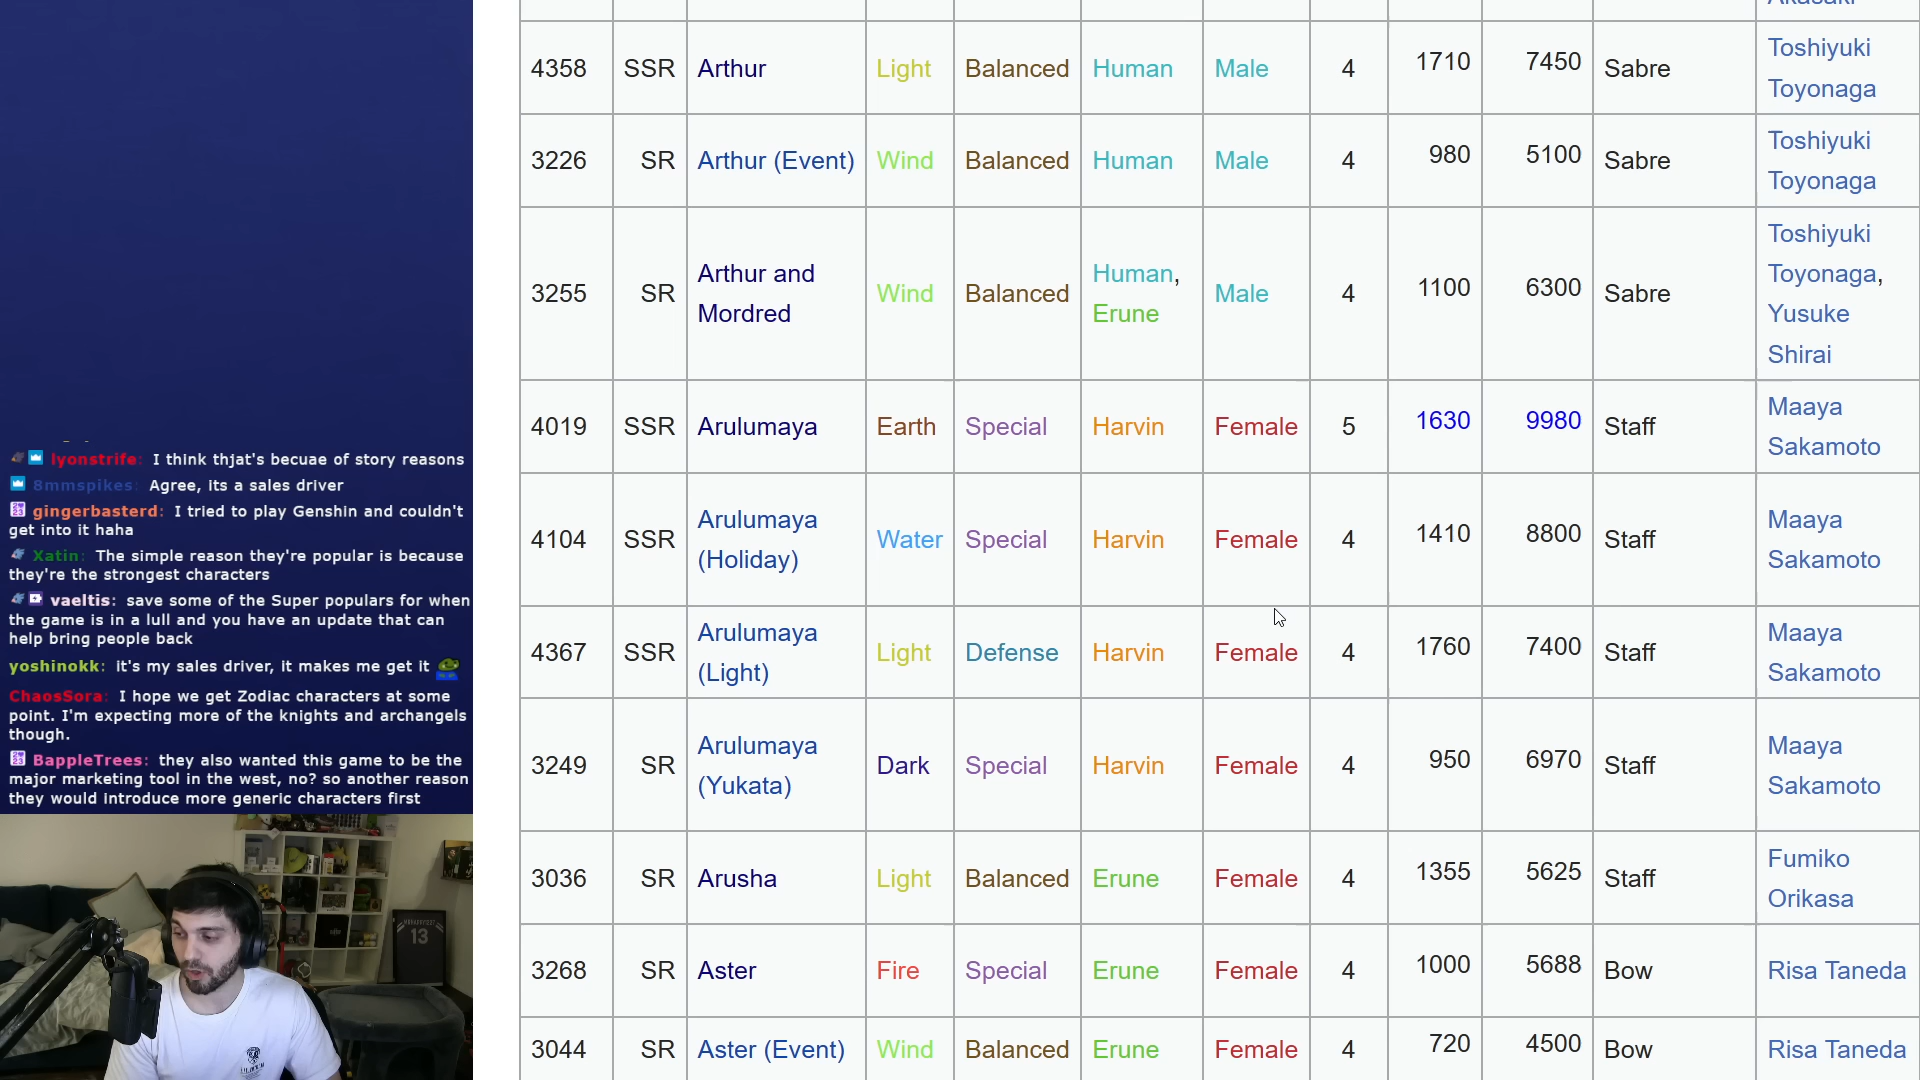 lyonstrife: I think thjat's becuae of story reasons
8mmspikes: Agree, its a sales driver
gingerbasterd: I tried to play Genshin and couldn't
get into it haha
Xatin: The simple reason they're popular is because
they're the strongest characters
vaeltis: save some of the Super populars for when
the game is in a lull and you have an update that can
help bring people back
yoshinokk: it's my sales driver, it makes me get it
ChaosSora: I hope we get Zodiac characters at some
point. I'm expecting more of the knights and archangels
though.
BappleTrees: they also wanted this game to be the
major marketing tool in the west, no? so another reason
they would introduce more generic characters first
13
Akasaki
4358 SSR Arthur Light Balanced Human Male 4 1710 7450 Sabre Toshiyuki
Toyonaga
3226 SR Arthur (Event) Wind Balanced Human Male 4 980 5100 Sabre Toshiyuki
Toyonaga
3255 SR Arthur and Wind Balanced Human, Male 4 1100 6300 Sabre Toshiyuki
Mordred Erune Toyonaga,
Yusuke
Shirai
4019 SSR Arulumaya Earth Special Harvin Female 5 1630 9980 Staff Maaya
Sakamoto
4104 SSR Arulumaya Water Special Harvin Female 4 1410 8800 Staff Maaya
(Holiday) Sakamoto
4367 SSR Arulumaya Light Defense Harvin Female 4 1760 7400 Staff Maaya
(Light) Sakamoto
3249 SR Arulumaya Dark Special Harvin Female 4 950 6970 Staff Maaya
(Yukata) Sakamoto
3036 SR Arusha Light Balanced Erune Female 4 1355 5625 Staff Fumiko
Orikasa
3268 SR Aster Fire Special Erune Female 4 1000 5688 Bow Risa Taneda
3044 SR Aster (Event) Wind Balanced Erune Female 4 720 4500 Bow Risa Taneda